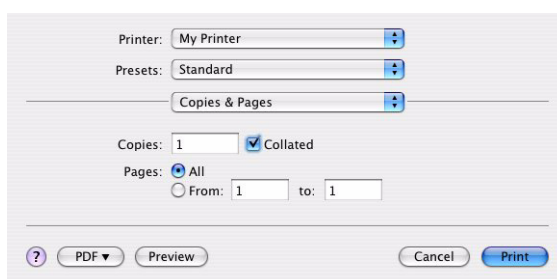 Printer: My Printer
Presets: Standard
Copies & Pages
Copies: 1 Collated
Pages: All
From: 1 to: 1
? PDF ▼ Preview Cancel Print